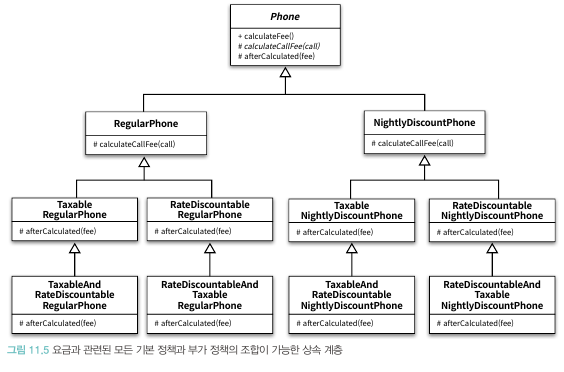 Phone
+ calculateFee()
# calculateCallFee(call)
# afterCalculated(fee)
RegularPhone
# calculateCallFee(call)
NightlyDiscountPhone
# calculateCallFee(call)
Taxable
RegularPhone
# afterCalculated(fee)
RateDiscountable
RegularPhone
# afterCalculated(fee)
Taxable
NightlyDiscountPhone
# afterCalculated(fee)
RateDiscountable
NightlyDiscountPhone
# afterCalculated(fee)
TaxableAnd
RateDiscountable
RegularPhone
# afterCalculated(fee)
RateDiscountableAnd
Taxable
RegularPhone
# afterCalculated(fee)
TaxableAnd
RateDiscountable
NightlyDiscountPhone
# afterCalculated(fee)
RateDiscountableAnd
Taxable
NightlyDiscountPhone
# afterCalculated(fee)
그림 11.5 요금과 관련된 모든 기본 정책과 부가 정책의 조합이 가능한 상속 계층